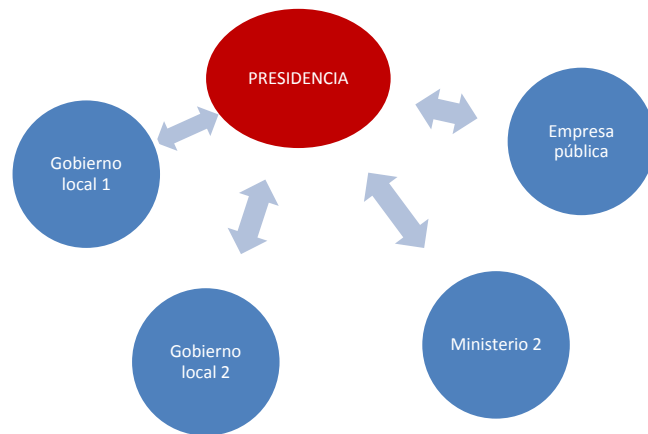 PRESIDENCIA
Gobierno
local 1
Empresa
pública
Gobierno
local 2
Ministerio 2